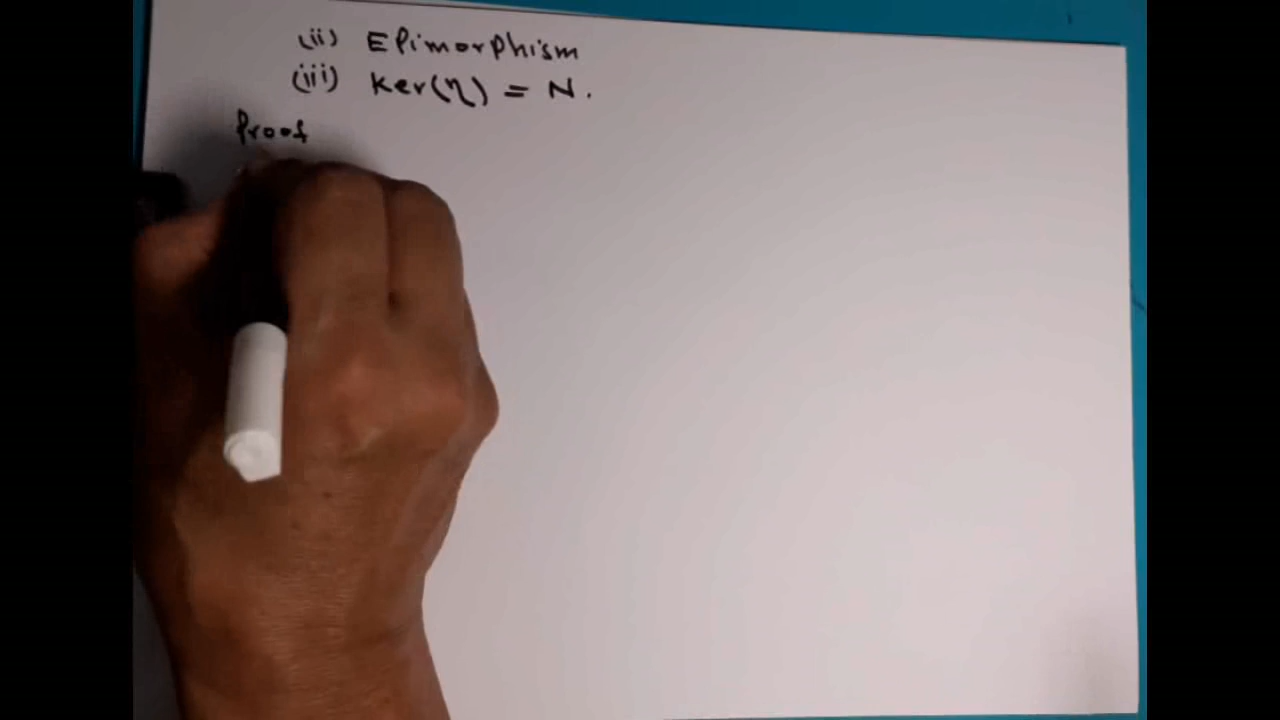 (ii) Epimorphism
(iii) Ker(η) = N.
Proof